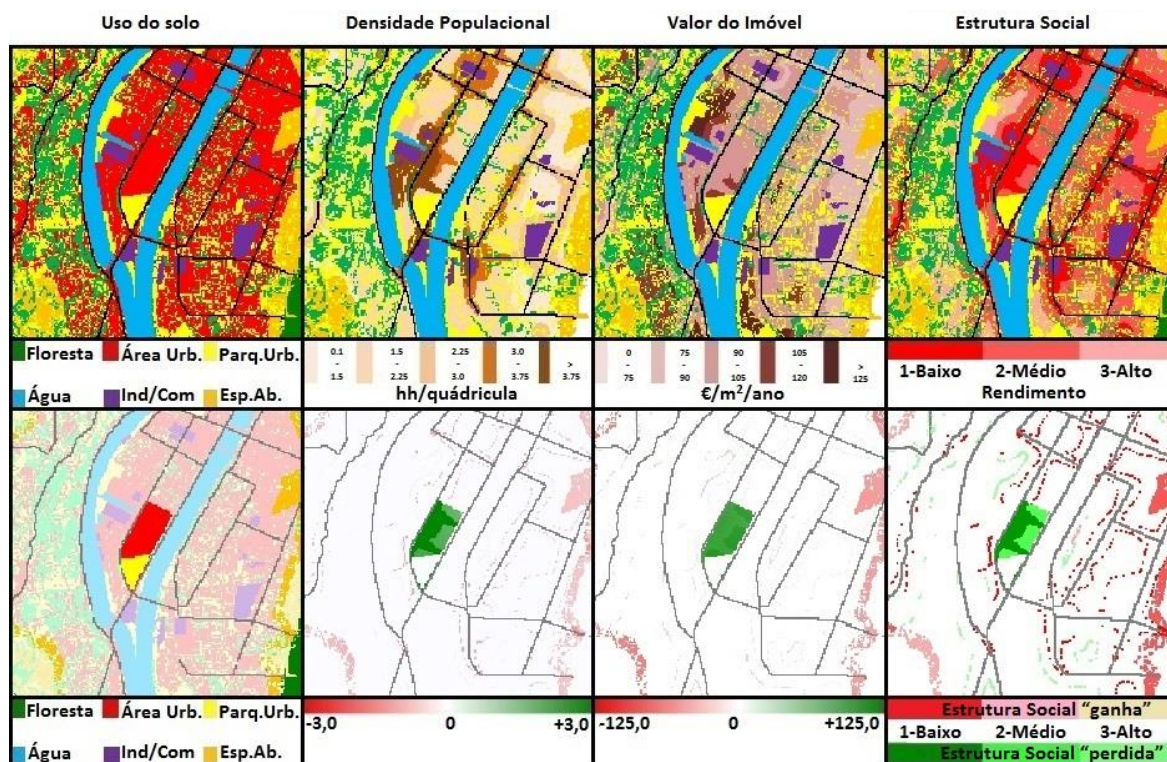 Uso do solo
Densidade Populacional
Valor do Imóvel
Estrutura Social
Floresta Área Urb. Parq.Urb.
Água Ind/Com Esp.Ab.
0.1 - 1.5
1.5 - 2.25
2.25 - 3.0
3.0 - 3.75
> 3.75
hh/quádricula
0 - 75
75 - 90
90 - 105
105 - 120
> 125
€/m²/ano
1-Baixo 2-Médio 3-Alto
Rendimento
Floresta Área Urb. Parq.Urb.
Água Ind/Com Esp.Ab.
-3,0 0 +3,0
-125,0 0 +125,0
Estrutura Social “ganha”
1-Baixo 2-Médio 3-Alto
Estrutura Social “perdida”